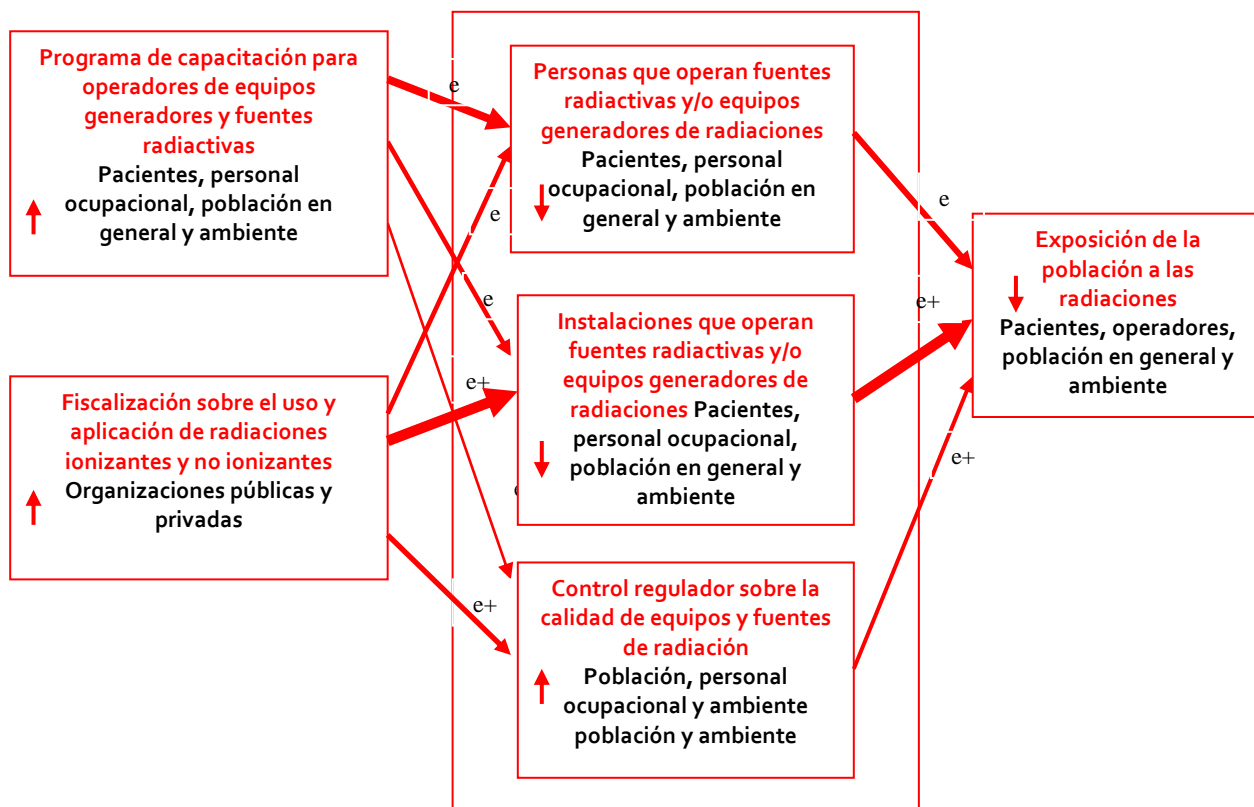 Programa de capacitación para
operadores de equipos
generadores y fuentes
radiactivas
Pacientes, personal
ocupacional, población en
general y ambiente
Fiscalización sobre el uso y
aplicación de radiaciones
ionizantes y no ionizantes
Organizaciones públicas y
privadas
e
e
e
e+
e+
Personas que operan fuentes
radiactivas y/o equipos
generadores de radiaciones
Pacientes, personal
ocupacional, población en
general y ambiente
Instalaciones que operan
fuentes radiactivas y/o
equipos generadores de
radiaciones Pacientes,
personal ocupacional,
población en general y
ambiente
Control regulador sobre la
calidad de equipos y fuentes
de radiación
Población, personal
ocupacional y ambiente
población y ambiente
e
e+
e+
Exposición de la
población a las
radiaciones
Pacientes, operadores,
población en general y
ambiente